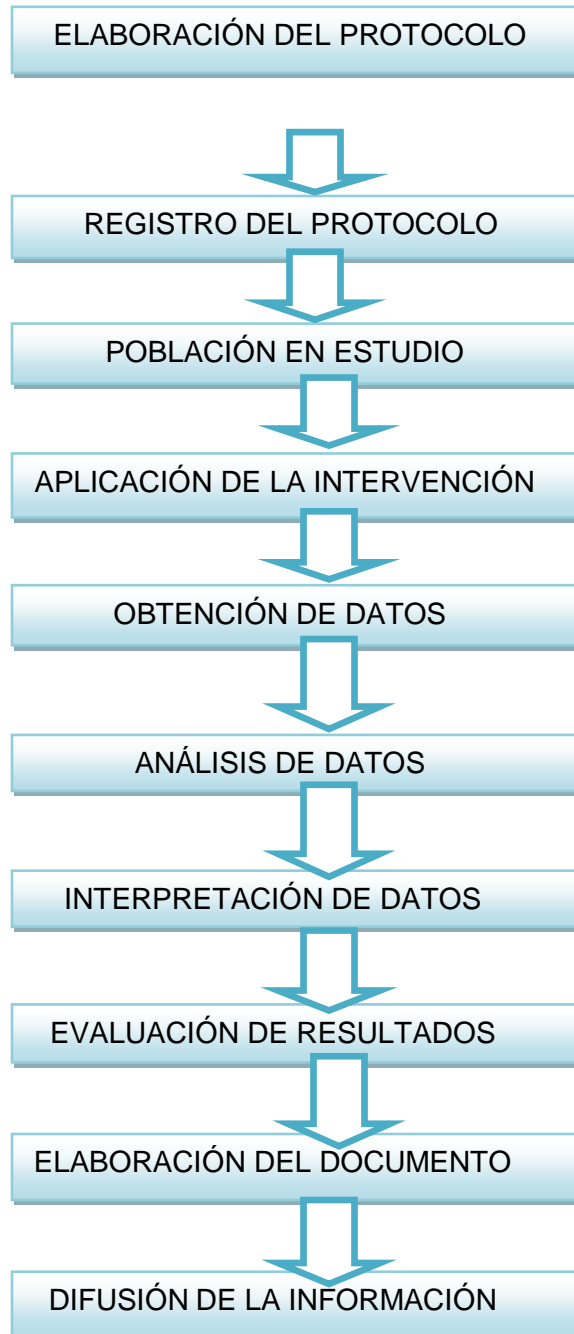 ELABORACIÓN DEL PROTOCOLO
REGISTRO DEL PROTOCOLO
POBLACIÓN EN ESTUDIO
APLICACIÓN DE LA INTERVENCIÓN
OBTENCIÓN DE DATOS
ANÁLISIS DE DATOS
INTERPRETACIÓN DE DATOS
EVALUACIÓN DE RESULTADOS
ELABORACIÓN DEL DOCUMENTO
DIFUSIÓN DE LA INFORMACIÓN